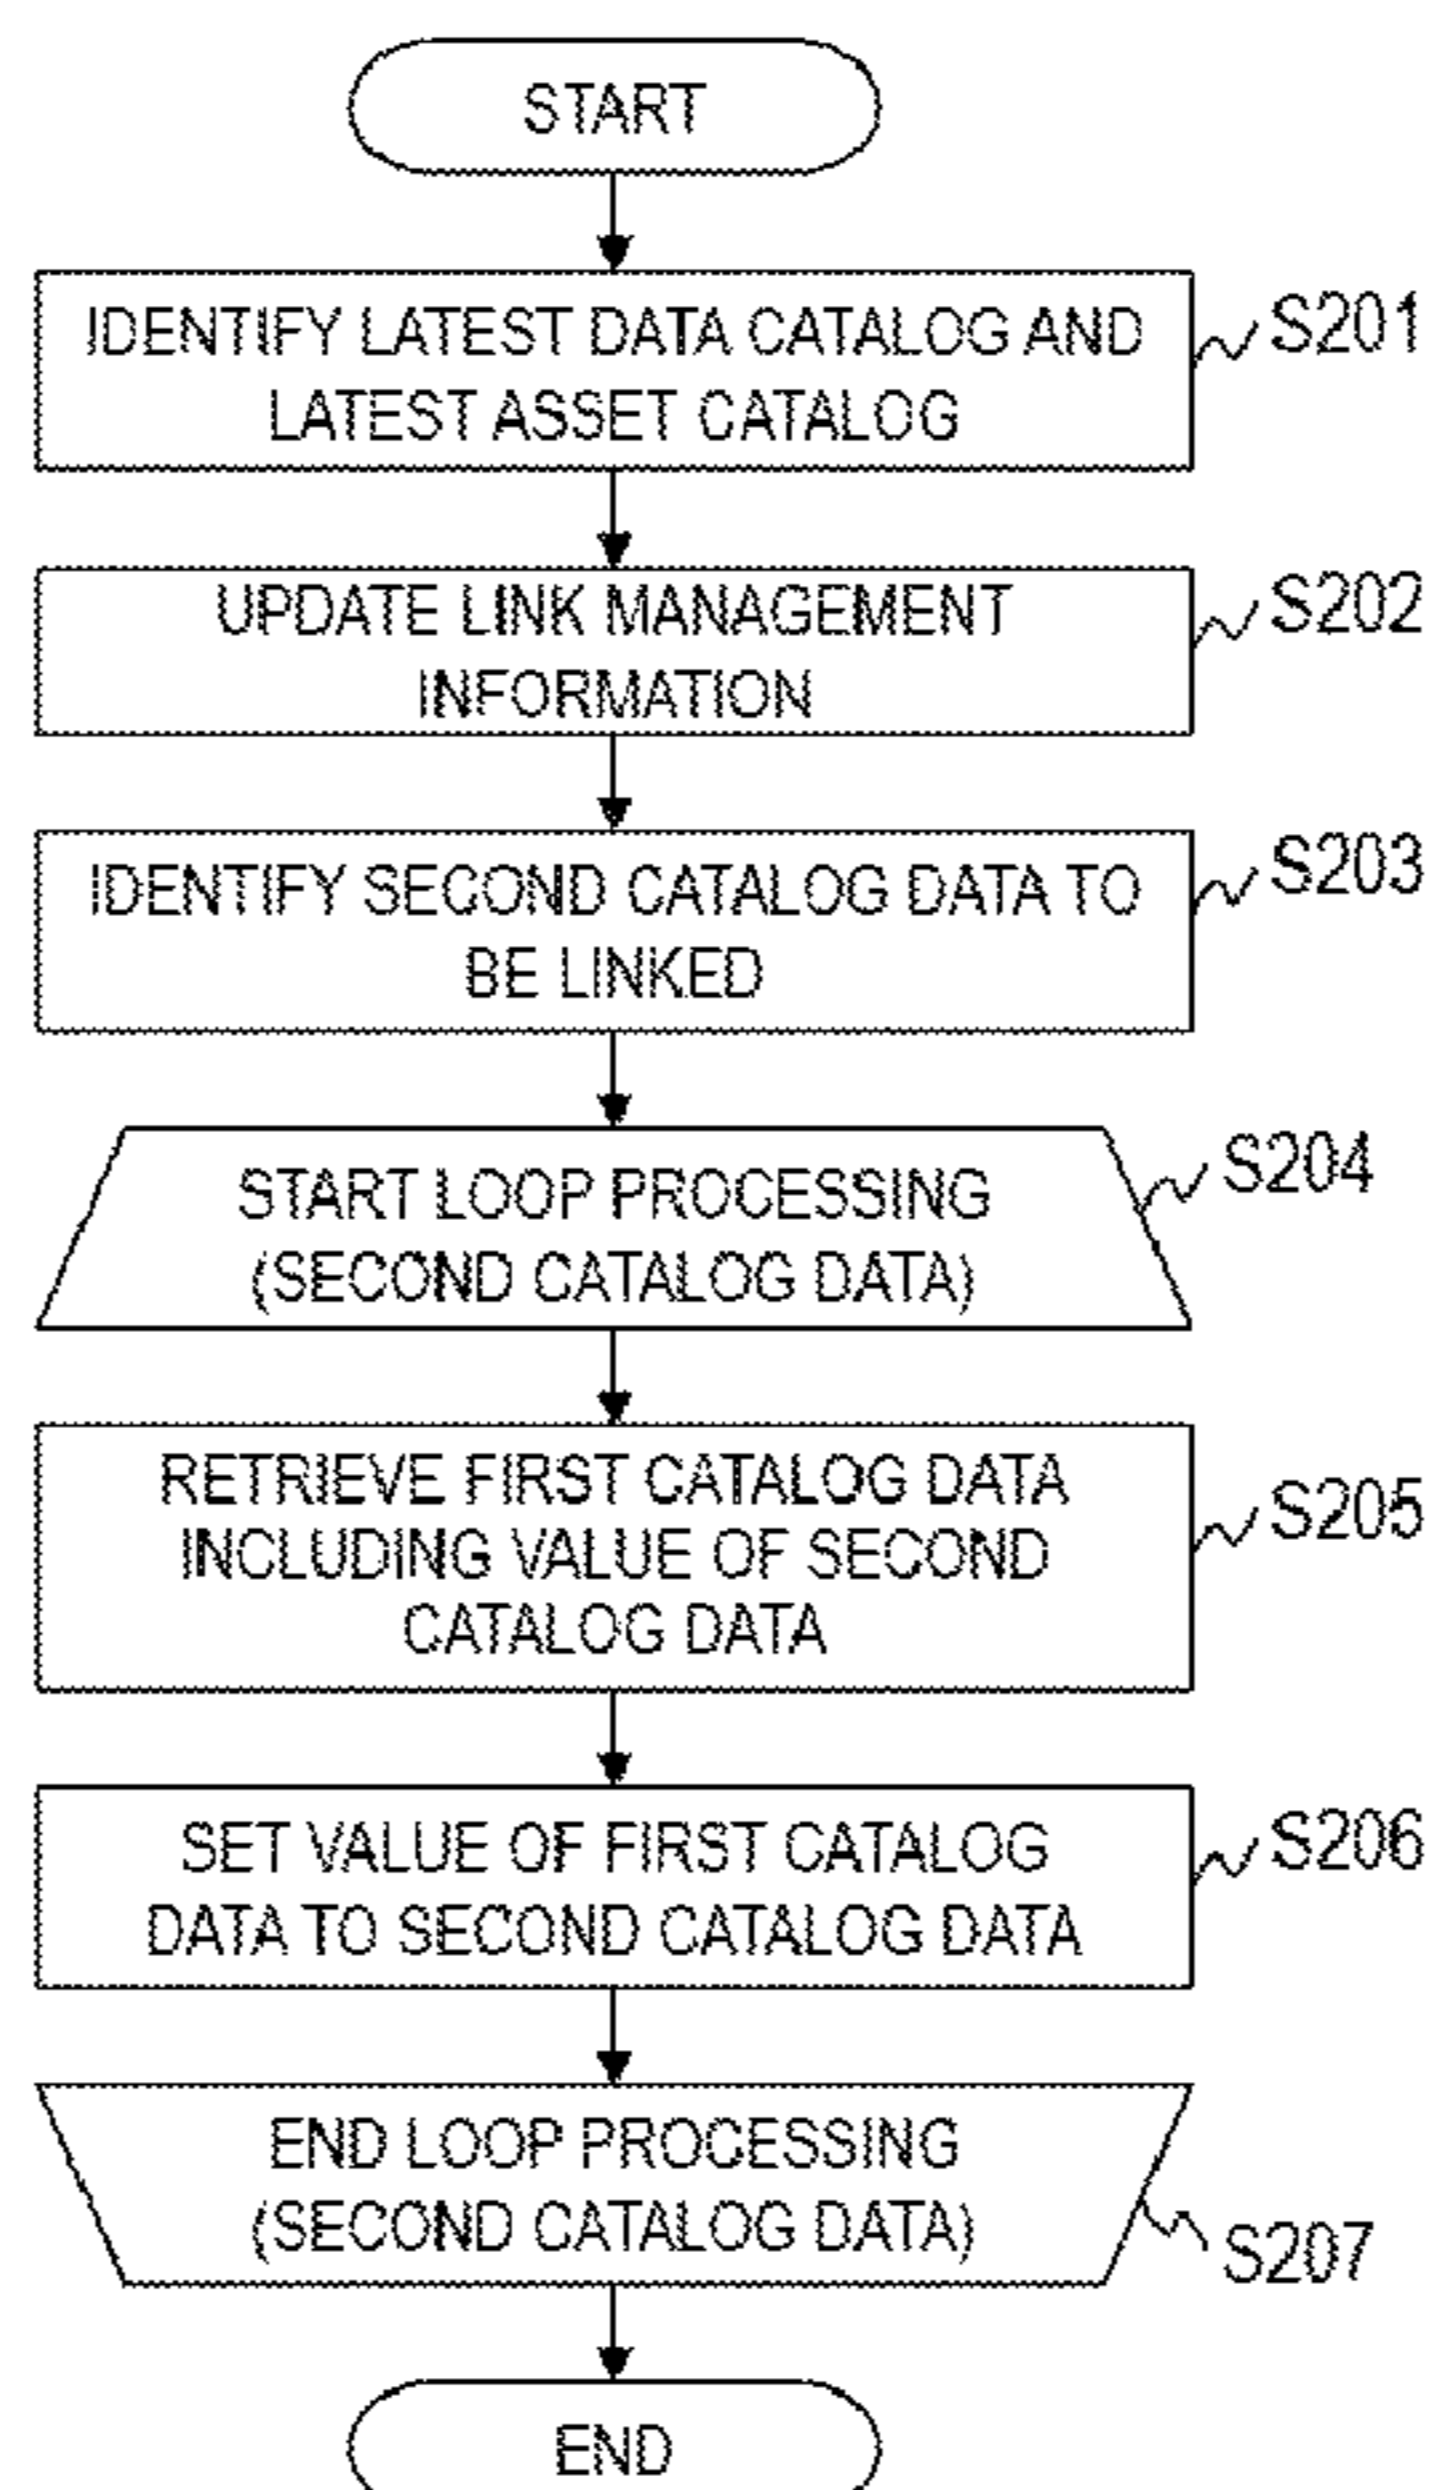 START
IDENTIFY LATEST DATA CATALOG AND
LATEST ASSET CATALOG
S201
UPDATE LINK MANAGEMENT
INFORMATION
S202
IDENTIFY SECOND CATALOG DATA TO
BE LINKED
S203
START LOOP PROCESSING
(SECOND CATALOG DATA)
S204
RETRIEVE FIRST CATALOG DATA
INCLUDING VALUE OF SECOND
CATALOG DATA
S205
SET VALUE OF FIRST CATALOG
DATA TO SECOND CATALOG DATA
S206
END LOOP PROCESSING
(SECOND CATALOG DATA)
S207
END